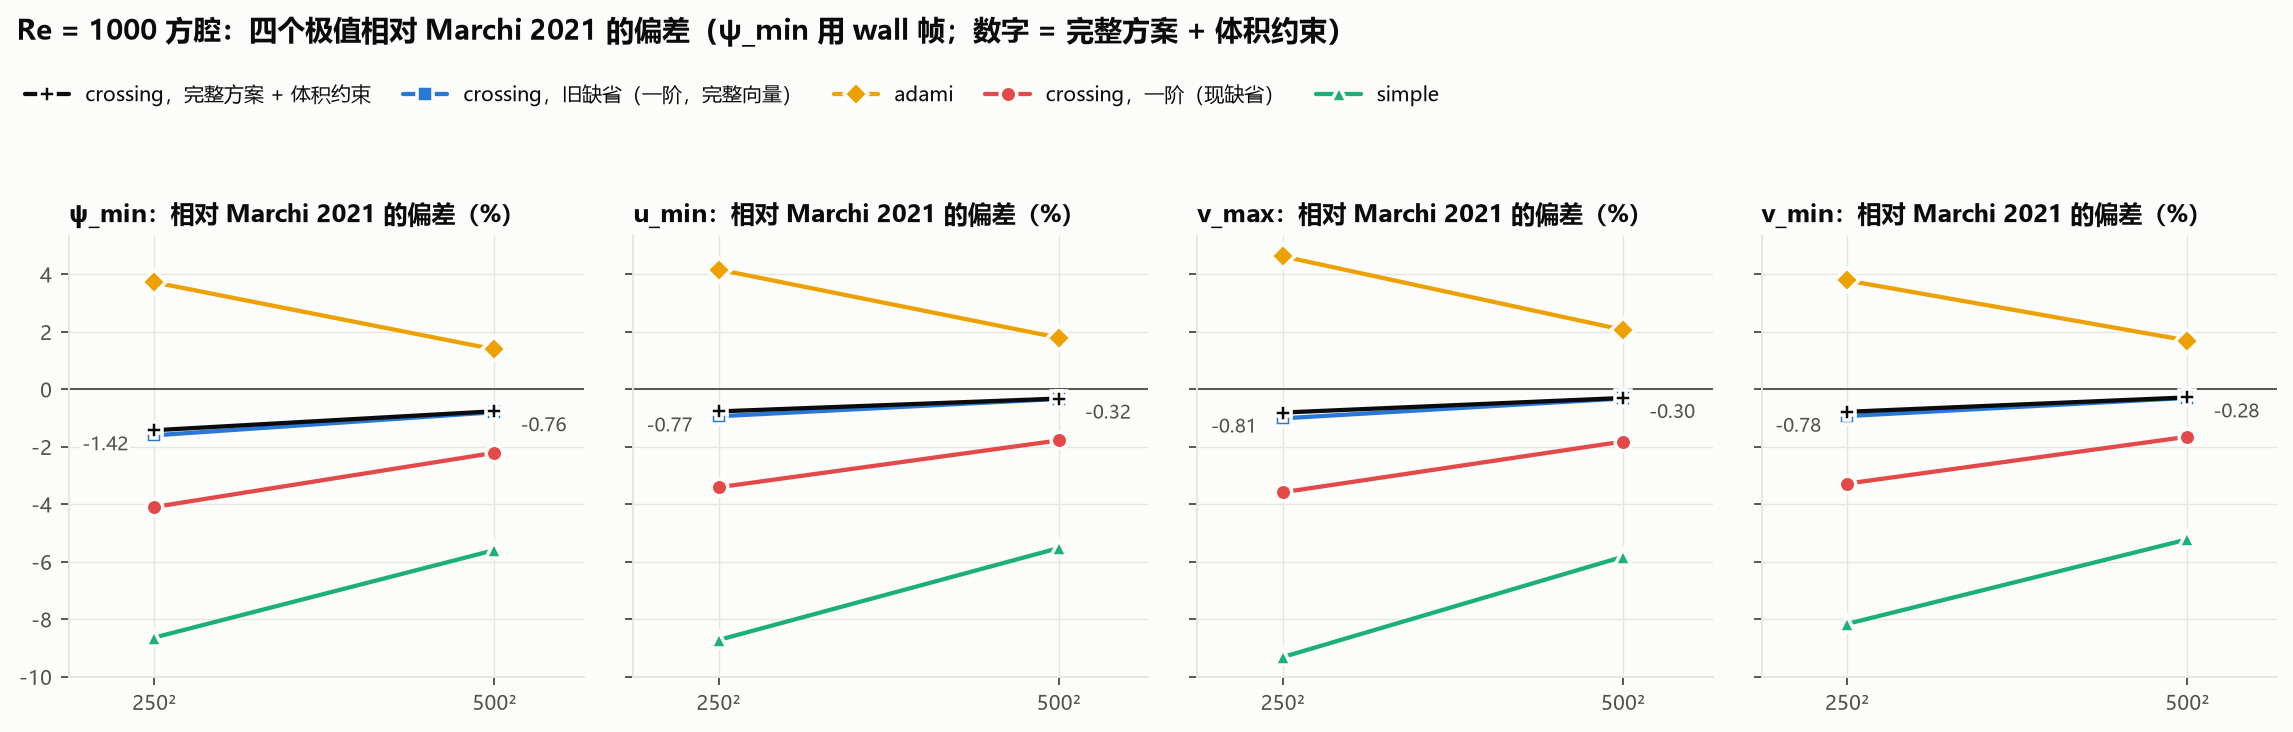 Re = 1000 方腔：四个极值相对 Marchi 2021 的偏差（ψ_min 用 wall 帧；数字 = 完整方案 + 体积约束）
crossing，完整方案 + 体积约束 crossing，旧缺省（一阶，完整向量） adami crossing，一阶（现缺省） simple
ψ_min：相对 Marchi 2021 的偏差（%） u_min：相对 Marchi 2021 的偏差（%） v_max：相对 Marchi 2021 的偏差（%） v_min：相对 Marchi 2021 的偏差（%）
4
2
0
-0.32 -0.30 -0.28
-1.42 -0.76 -0.77 -0.81 -0.78
-2
-4
-6
-8
-10
250² 500² 250² 500² 250² 500² 250² 500²